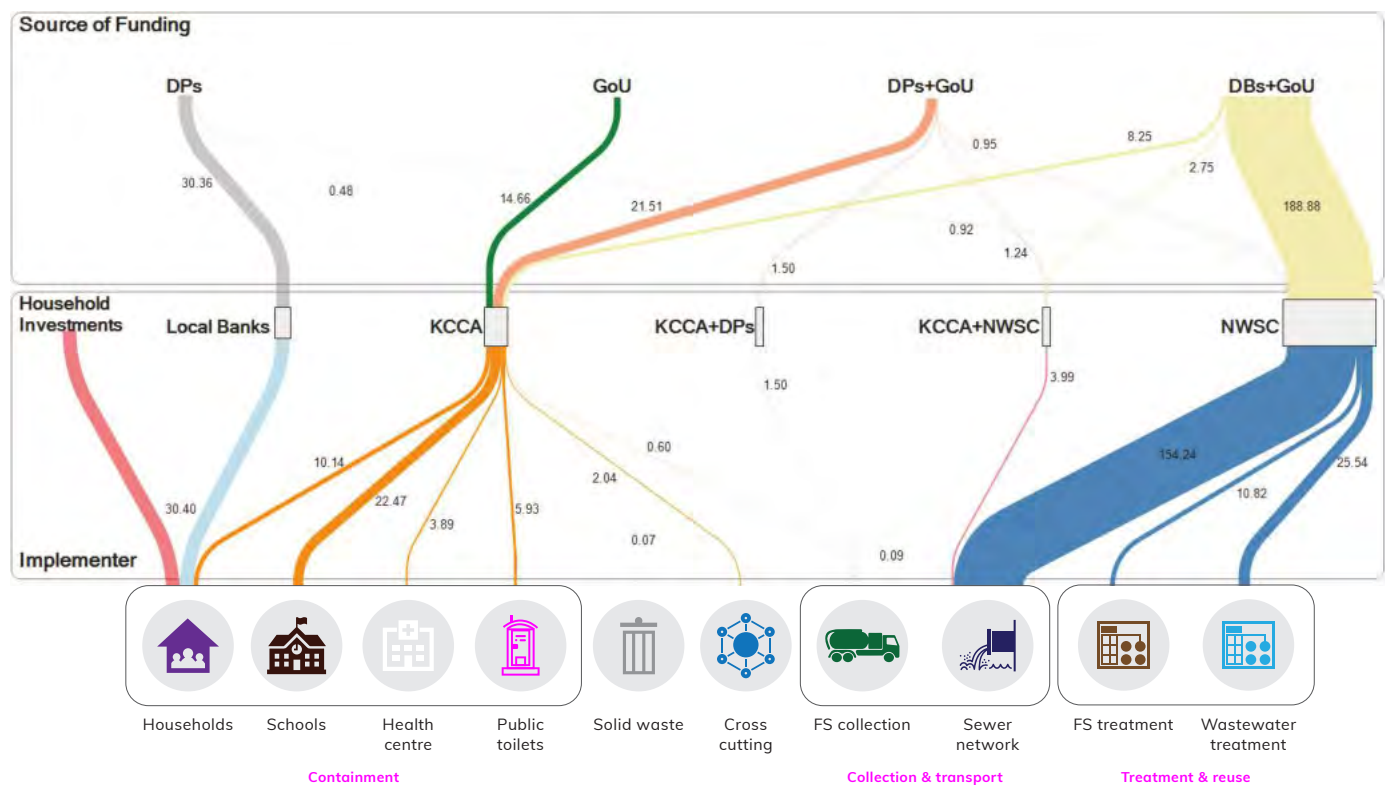 Source of Funding
DPs
GoU
DPs+GoU
DBs+GoU
8.25
0.95
2.75
30.36
0.48
14.66
21.51
188.88
0.92
1.24
1.50
Household
Investments
Local Banks
KCCA
KCCA+DPs
KCCA+NWSC
NWSC
3.99
1.50
0.60
154.24
10.14
25.54
2.04
10.82
22.47
30.40
5.93
3.89
0.07
0.09
Implementer
Households
Schools
Health
centre
Public
toilets
Solid waste
Cross
cutting
FS collection
Sewer
network
FS treatment
Wastewater
treatment
Containment
Collection & transport
Treatment & reuse